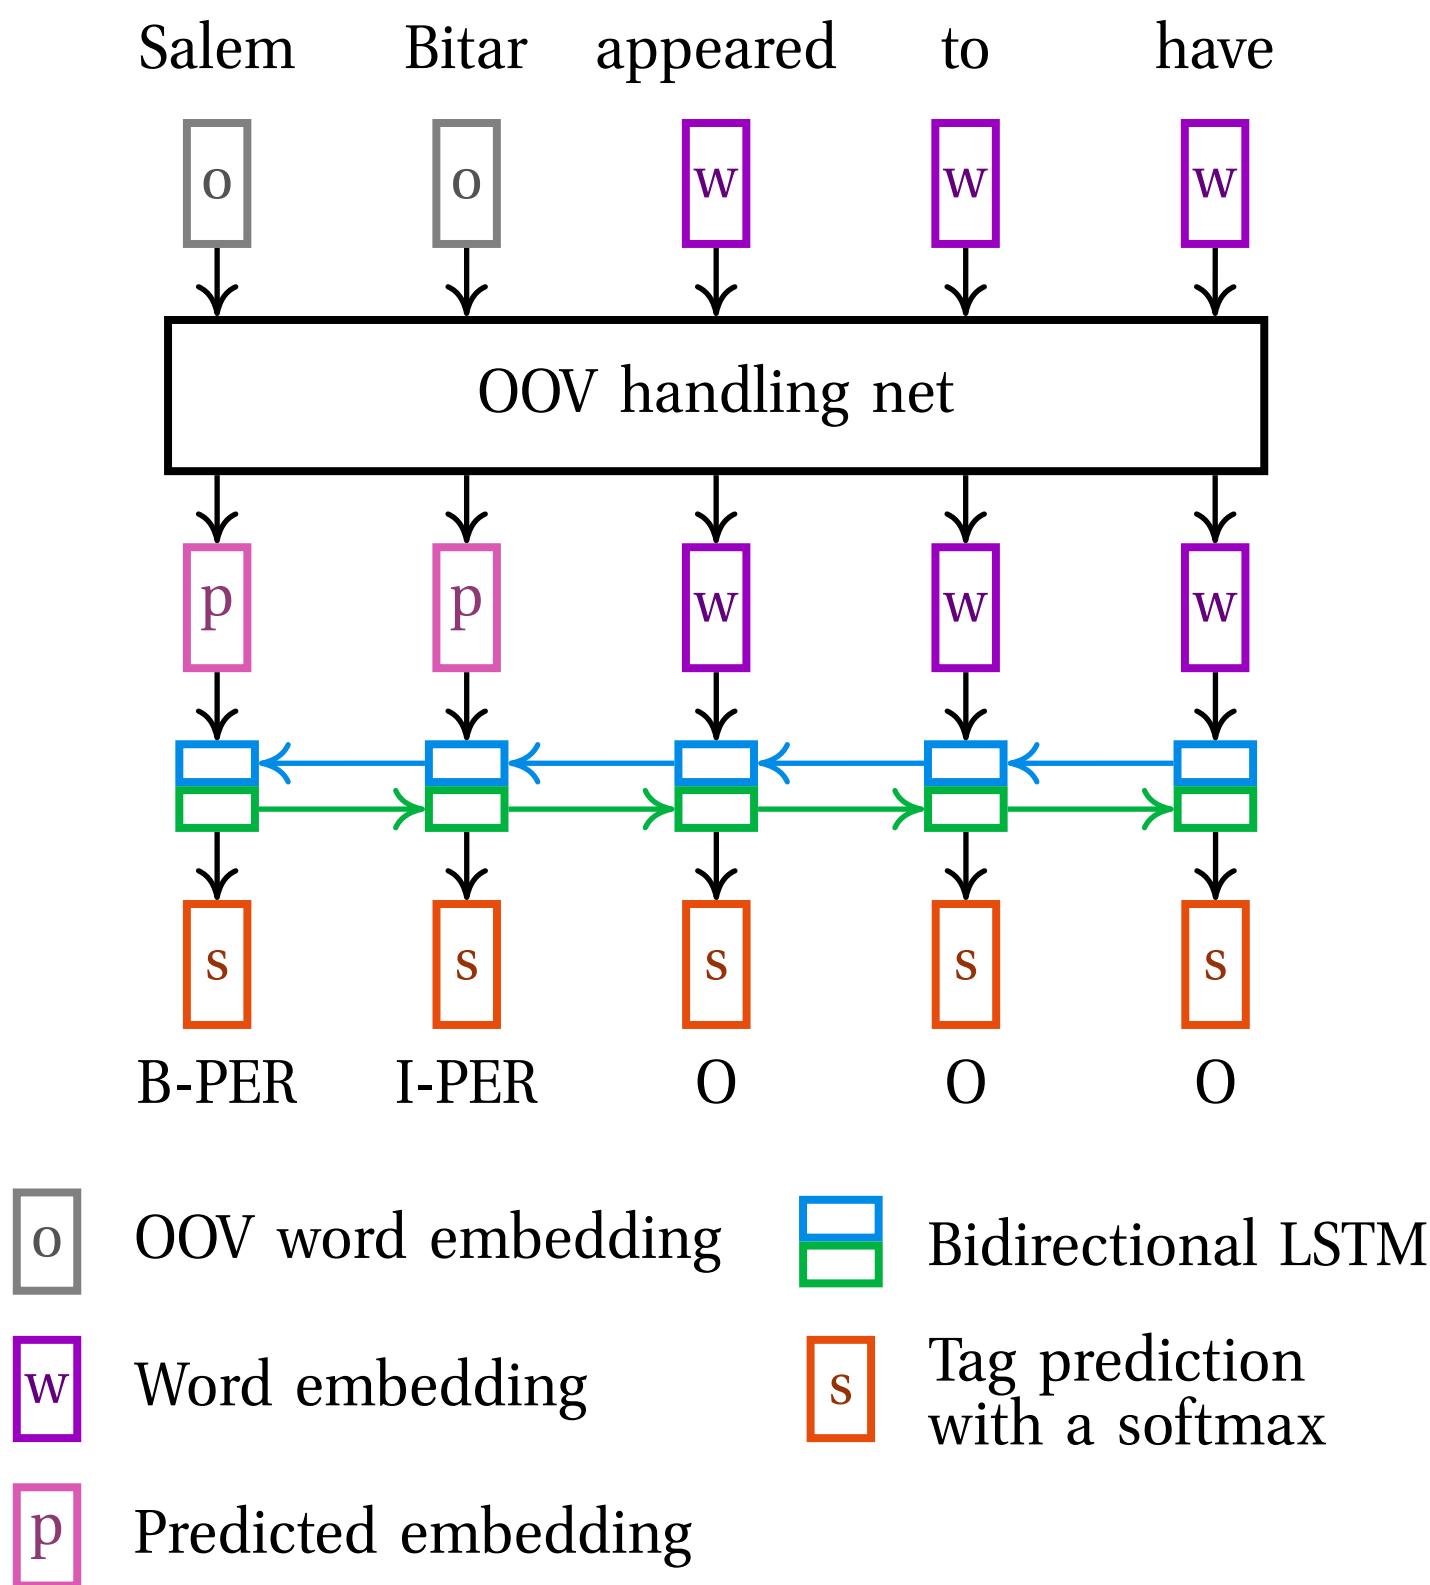 Salem Bitar appeared to have
o o w w w
OOV handling net
p p w w w
s s s s s
B-PER I-PER O O O
o OOV word embedding
w Word embedding
p Predicted embedding
Bidirectional LSTM
s Tag prediction
with a softmax